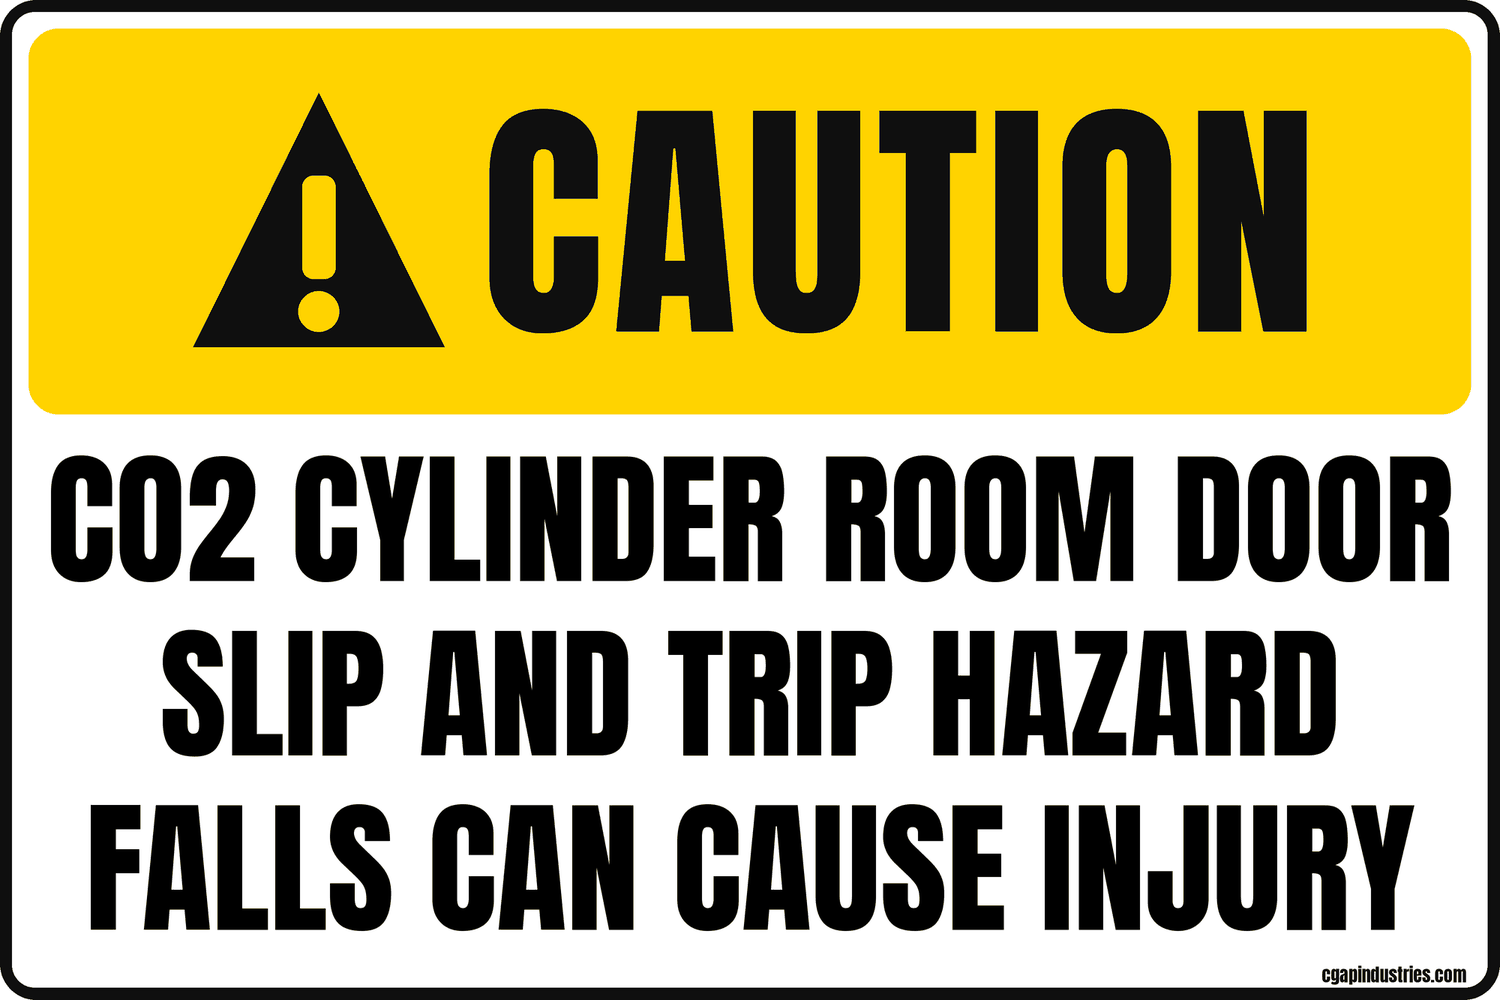 CAUTION
CO2 CYLINDER ROOM DOOR
SLIP AND TRIP HAZARD
FALLS CAN CAUSE INJURY
cgapindustries.com